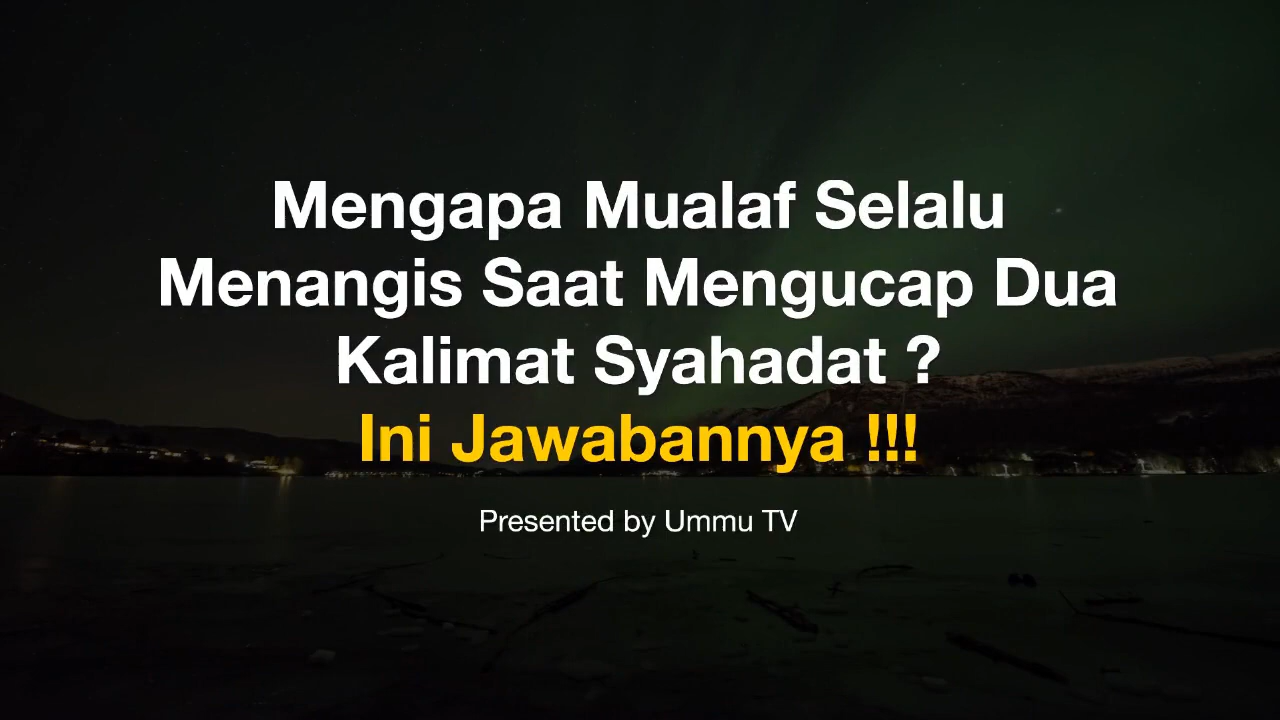 Mengapa Mualaf Selalu
Menangis Saat Mengucap Dua
Kalimat Syahadat ?
Ini Jawabannya !!!
Presented by Ummu TV